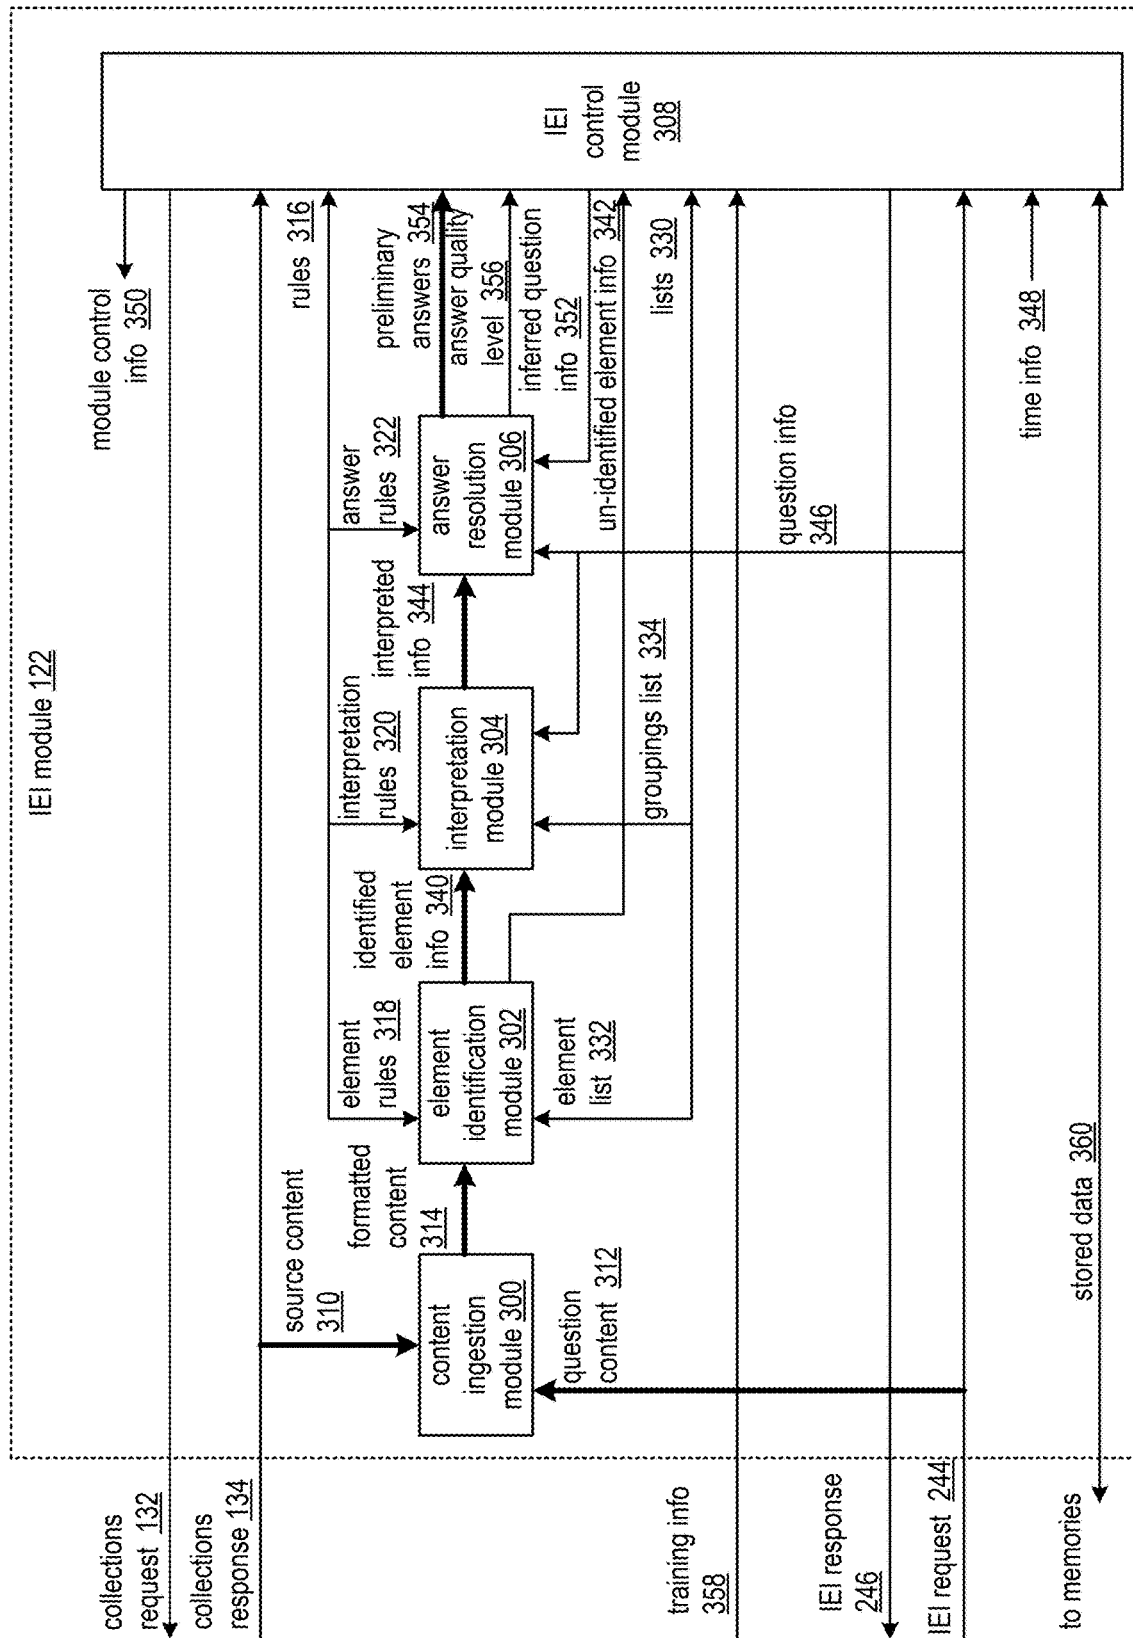 IEI module 122
collections
request 132
collections
response 134
source content
310
content
ingestion
module 300
question
content 312
formatted
content
314
element
rules 318
element
identification
module 302
element
list 332
identified
element
info 340
interpretation
rules 320
interpretation
module 304
groupings list 334
interpreted
info 344
answer
rules 322
answer
resolution
module 306
question info
346
rules 316
preliminary
answers 354
answer quality
level 356
inferred question
info 352
un-identified element info 342
lists 330
module control
info 350
IEI
control
module
308
training info
358
IEI response
246
IEI request 244
time info 348
stored data 360
to memories